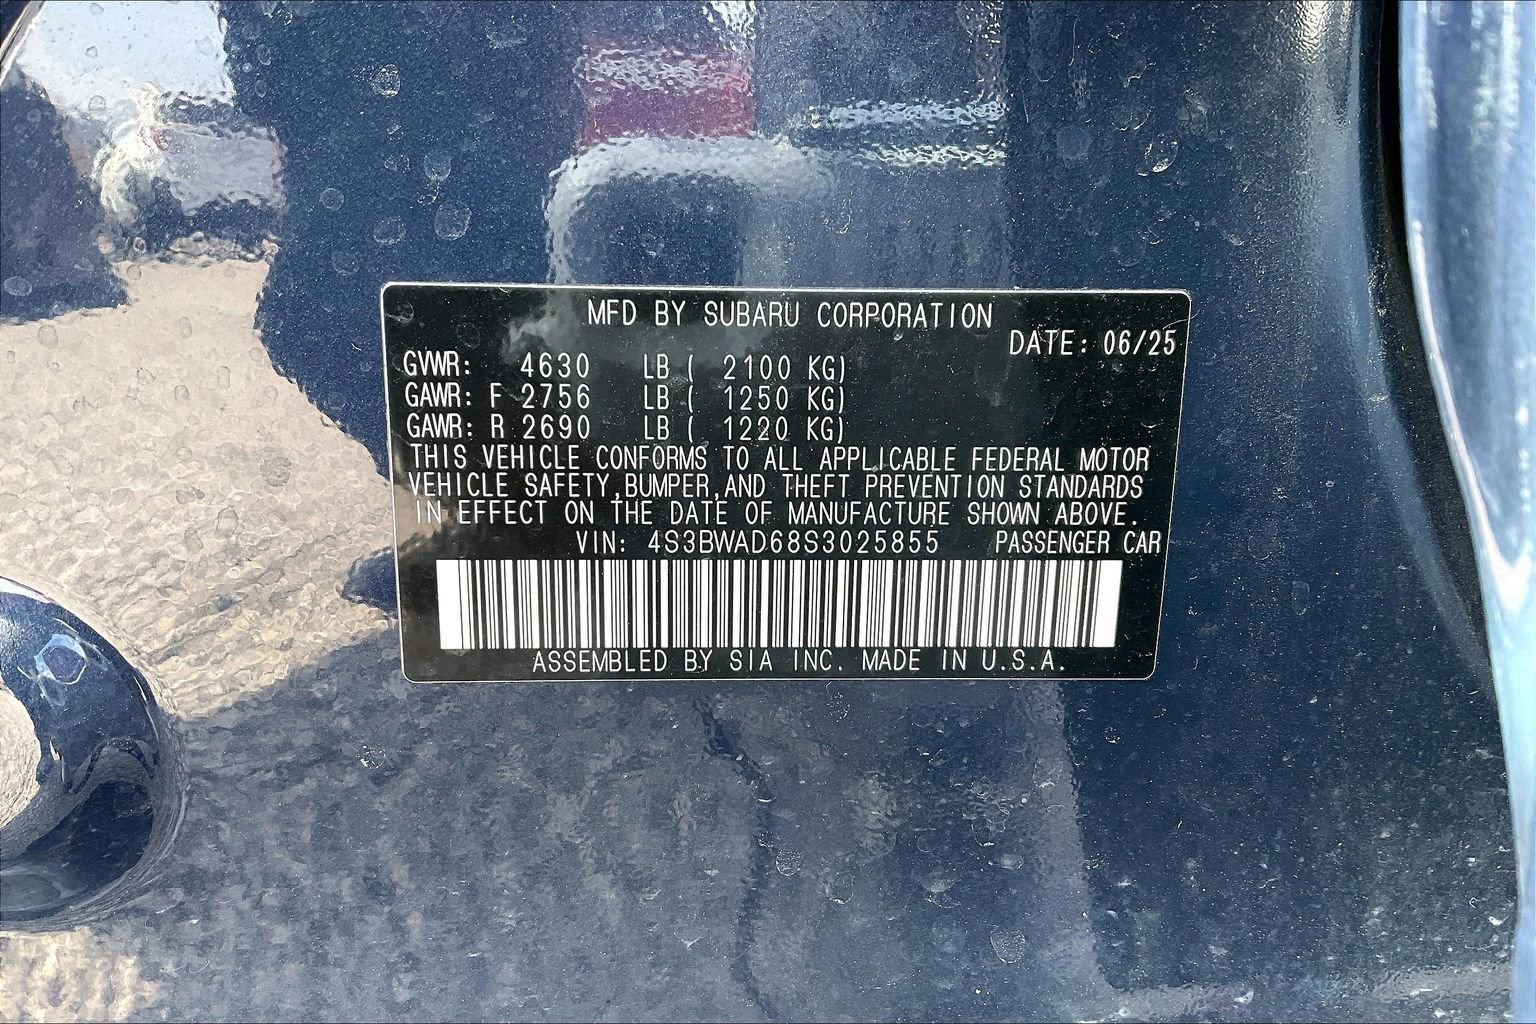 MFD BY SUBARU CORPORATION
DATE: 06/25
GVWR: 4630 LB ( 2100 KG)
GAWR: F 2756 LB ( 1250 KG)
GAWR: R 2690 LB ( 1220 KG)
THIS VEHICLE CONFORMS TO ALL APPLICABLE FEDERAL MOTOR
VEHICLE SAFETY,BUMPER,AND THEFT PREVENTION STANDARDS
IN EFFECT ON THE DATE OF MANUFACTURE SHOWN ABOVE.
VIN: 4S3BWAD68S3025855 PASSENGER CAR
ASSEMBLED BY SIA INC. MADE IN U.S.A.